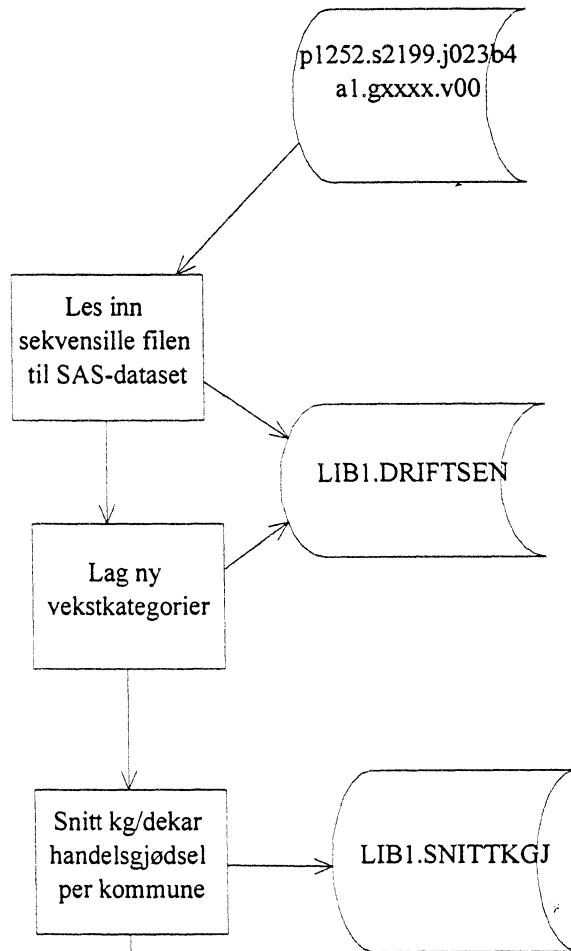 p1252.s2199.j023b4
a1.gxxxx.v00
Les inn
sekvensille filen
til SAS-dataset
LIB1.DRIFTSEN
Lag ny
vekstkategorier
Snitt kg/dekar
handelsgjødsel
per kommune
LIB1.SNITTKGJ